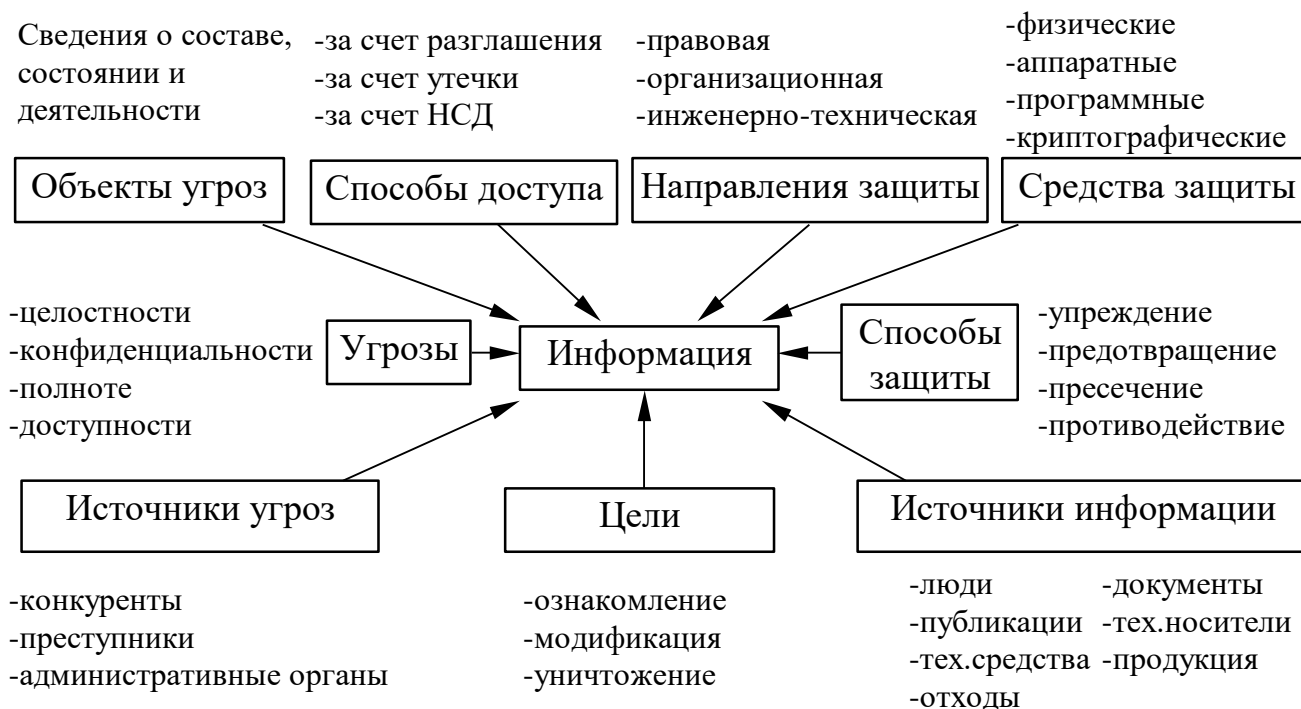 Сведения о составе,
состоянии и
деятельности
-за счет разглашения
-за счет утечки
-за счет НСД
-правовая
-организационная
-инженерно-техническая
-физические
-аппаратные
-программные
-криптографические
Объекты угроз
Способы доступа
Направления защиты
Средства защиты
-целостности
-конфиденциальности
-полноте
-доступности
Угрозы
Информация
Способы
защиты
-упреждение
-предотвращение
-пресечение
-противодействие
Источники угроз
Цели
Источники информации
-конкуренты
-преступники
-административные органы
-ознакомление
-модификация
-уничтожение
-люди
-публикации
-тех.средства
-отходы
-документы
-тех.носители
-продукция